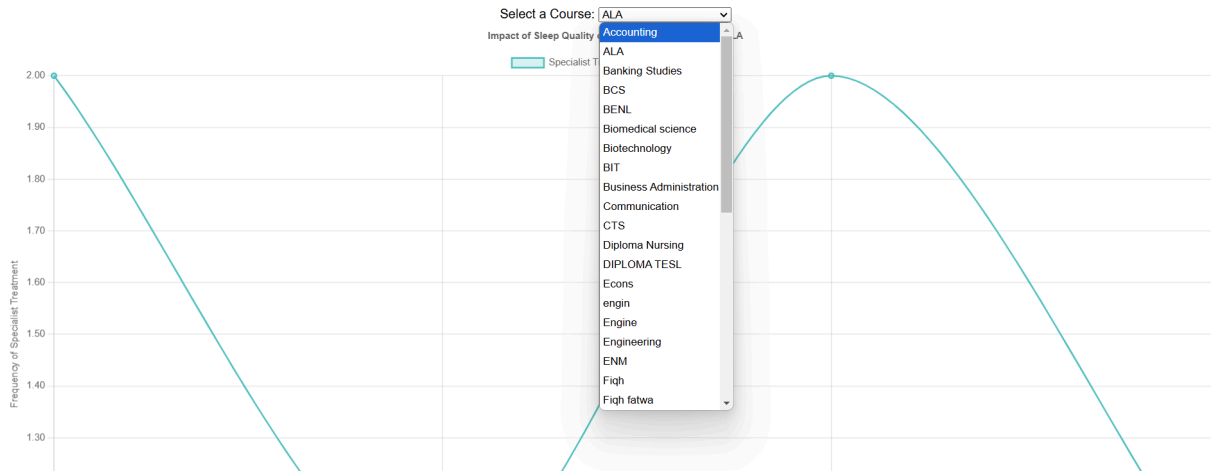 Select a Course: ALA
Impact of Sleep Quality
Specialist
Accounting
ALA
Banking Studies
BCS
BENL
Biomedical science
Biotechnology
BIT
Business Administration
Communication
CTS
Diploma Nursing
DIPLOMA TESL
Econs
engin
Engine
Engineering
ENM
Fiqh
Fiqh fatwa
2.00
1.90
1.80
1.70
1.60
1.50
1.40
1.30
Frequency of Specialist Treatment